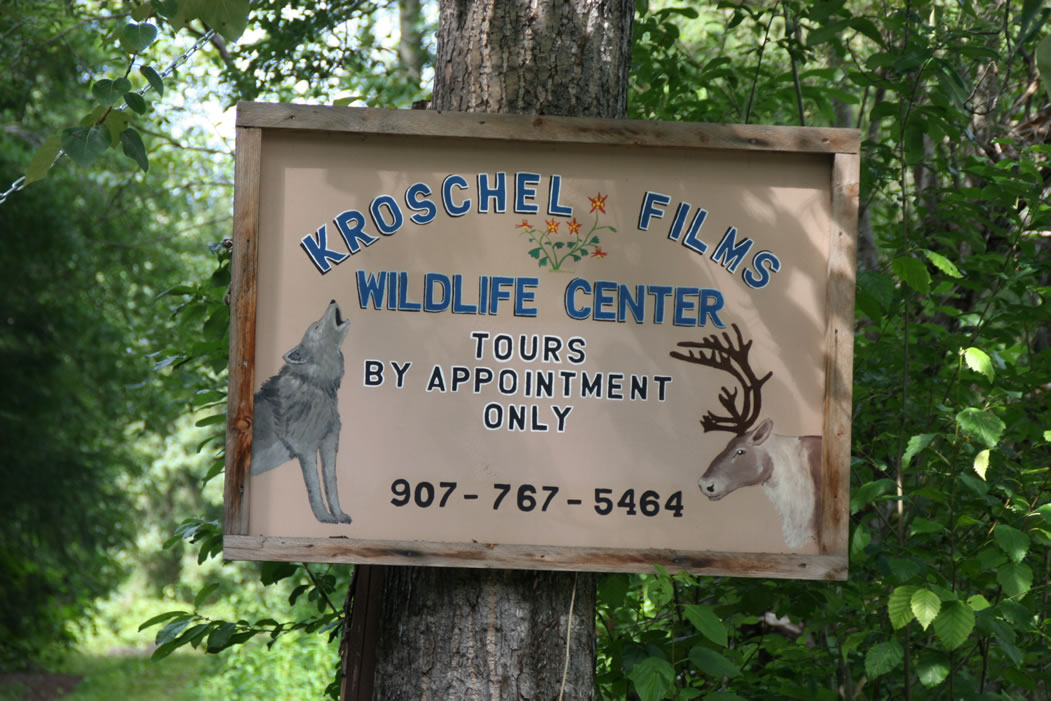 KROSCHEL FILMS
WILDLIFE CENTER
TOURS
BY APPOINTMENT
ONLY
907-767-5464